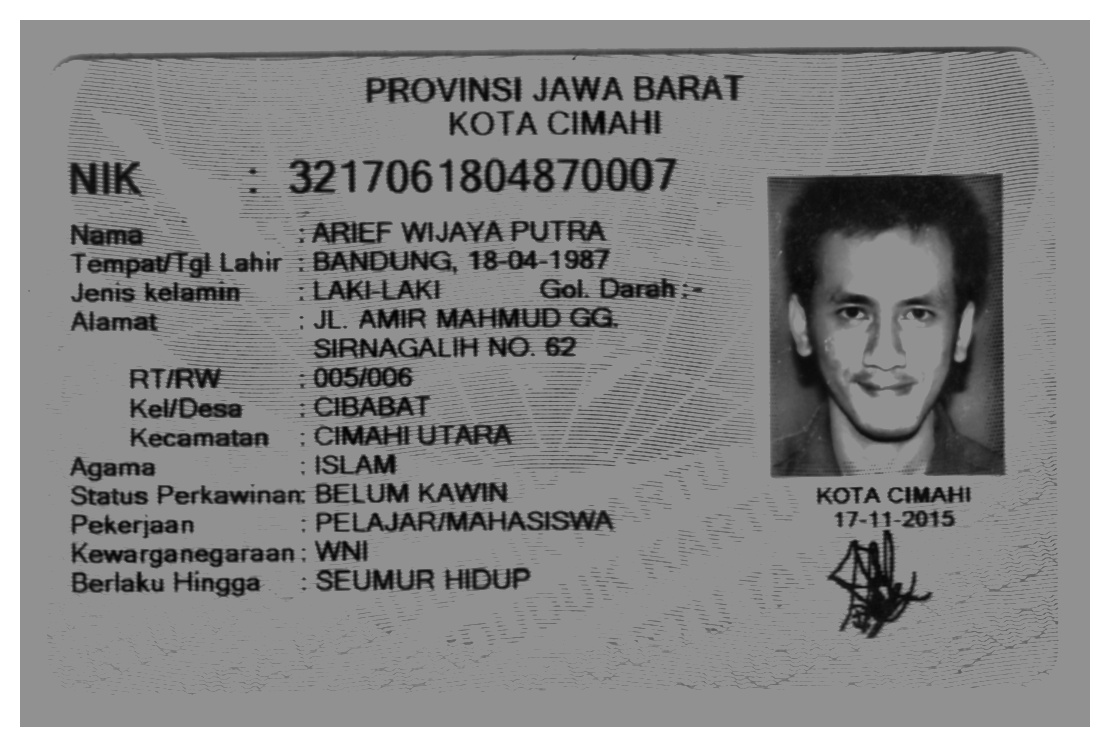 PROVINSI JAWA BARAT
KOTA CIMAHI
NIK : 3217061804870007
Nama : ARIEF WIJAYA PUTRA
Tempat/Tgl Lahir : BANDUNG, 18-04-1987
Jenis kelamin : LAKI-LAKI Gol. Darah : -
Alamat : JL. AMIR MAHMUD GG.
SIRNAGALIH NO. 62
RT/RW : 005/006
Kel/Desa : CIBABAT
Kecamatan : CIMAHI UTARA
Agama : ISLAM
Status Perkawinan: BELUM KAWIN
Pekerjaan : PELAJAR/MAHASISWA
Kewarganegaraan : WNI
Berlaku Hingga : SEUMUR HIDUP
KOTA CIMAHI
17-11-2015